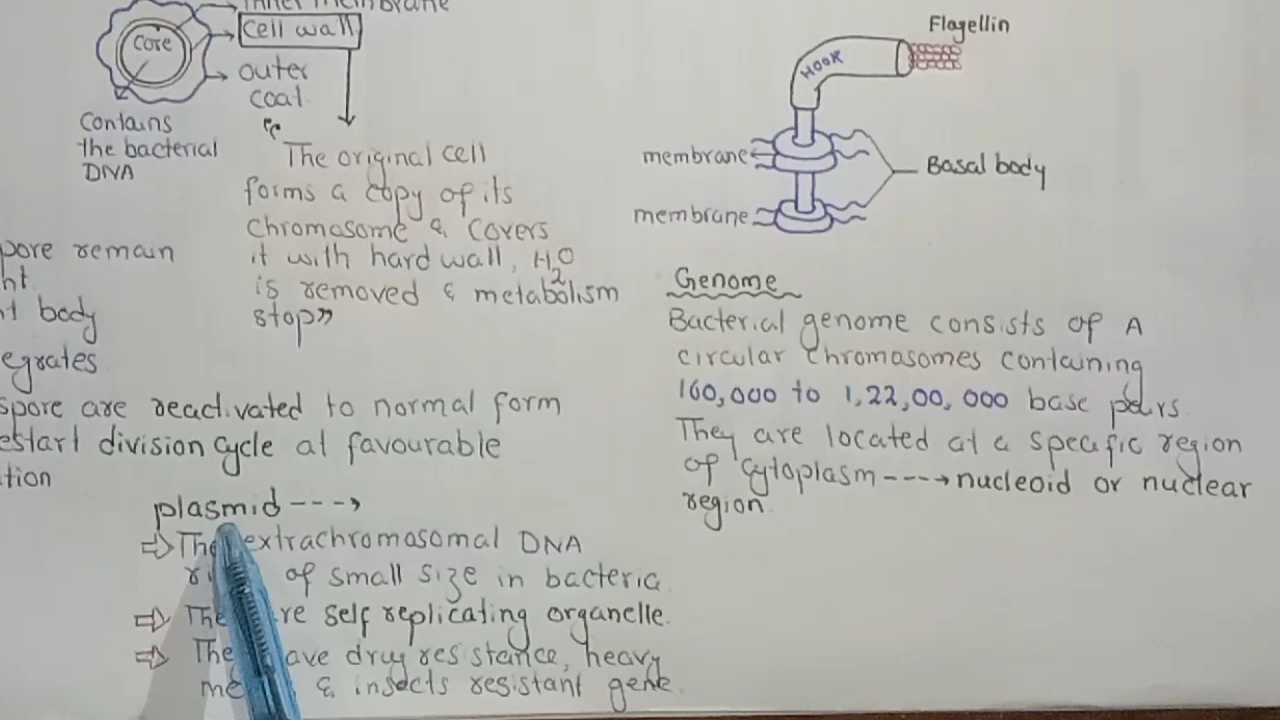 inner membrane
Core
Cell wall
outer
coat.
Contains
the bacterial
DNA
" The original cell
forms a copy of its
chromosome & covers
it with hard wall, H2O
is removed & metabolism
stop"
pore remain
body
egrates
spore are reactivated to normal form
estart division cycle at favourable
tion
plasmid ---->
⇨ The extrachromosomal DNA
of small size in bacteria
⇨ The re self replicating organelle.
⇨ The ave drug resistance, heavy
me & insects resistant gene.
Flagellin
HOOK
membrane
Basal body
membrane
Genome
Bacterial genome consists of A
circular chromasomes containing
160,000 to 1,22,00,000 base pairs.
They are located at a specific region
of cytoplasm ----> nucleoid or nuclear
region.